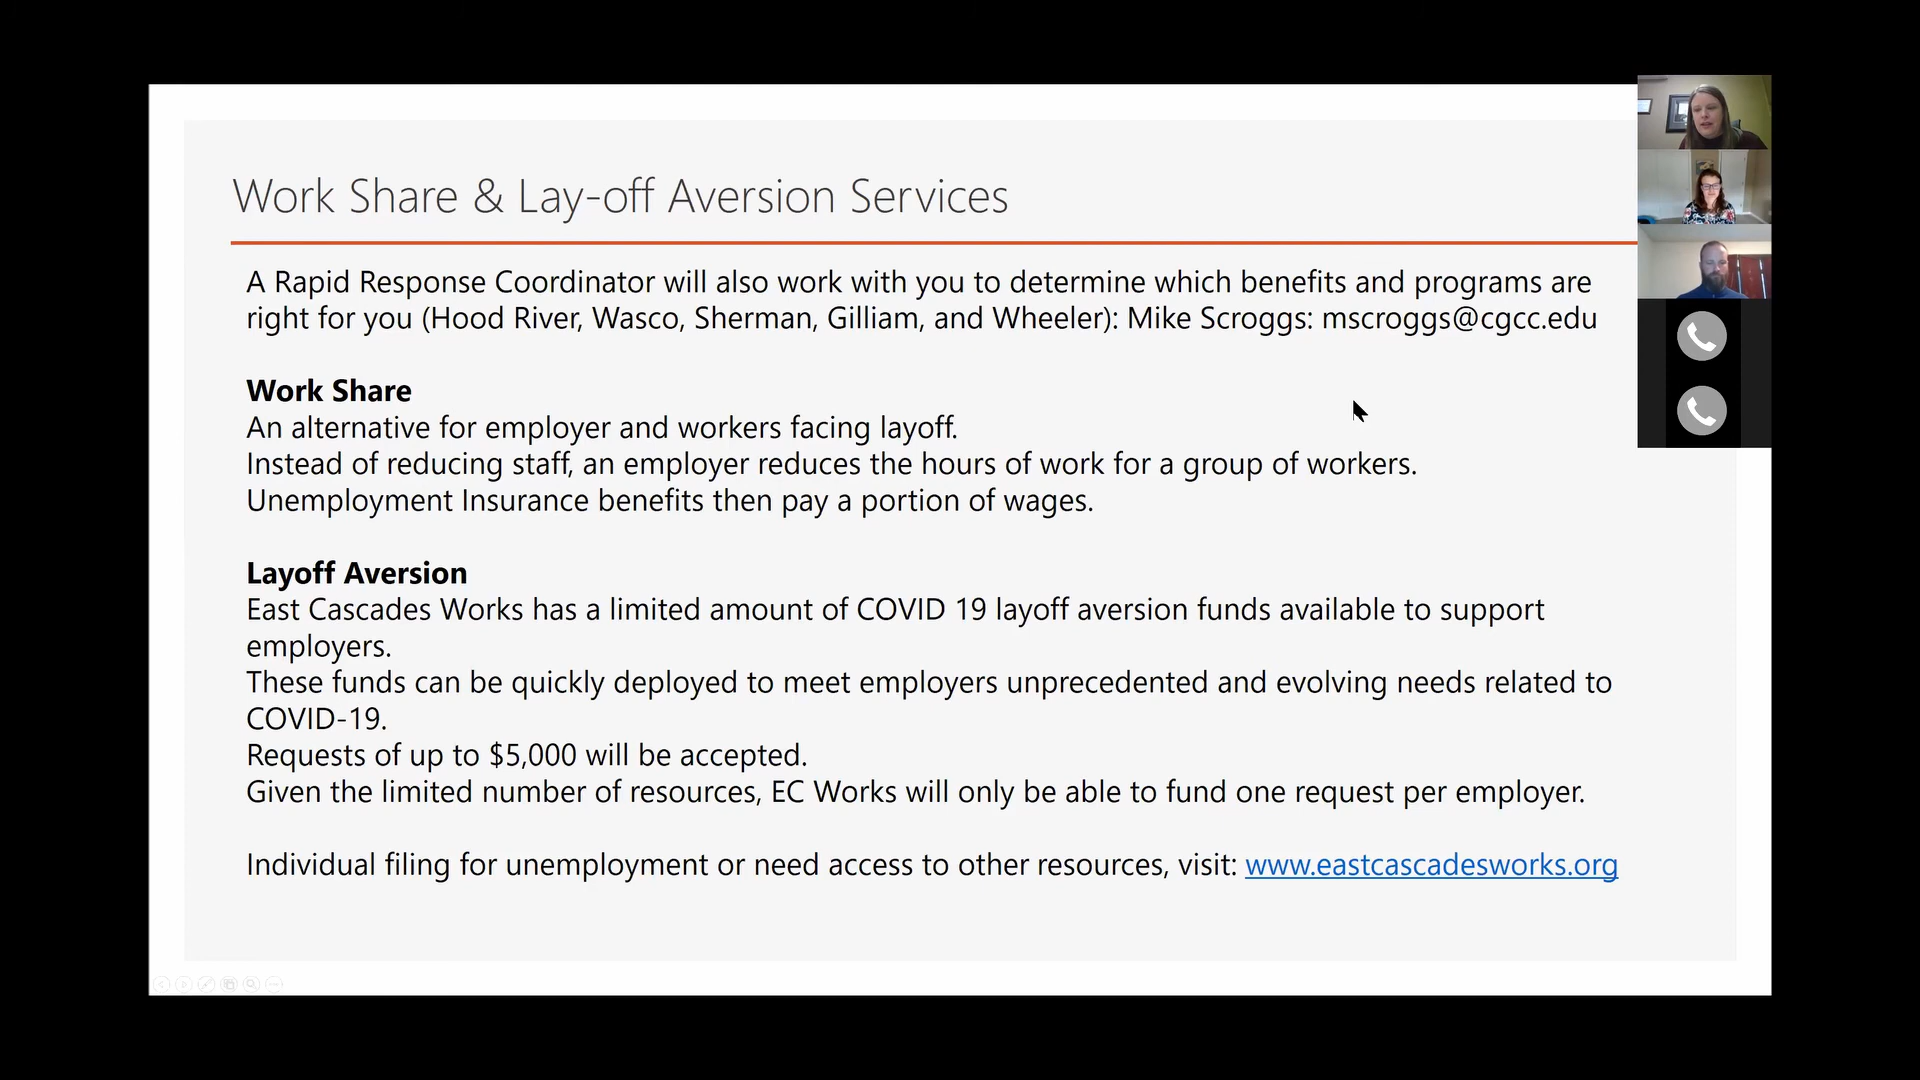 Work Share & Lay-off Aversion Services
A Rapid Response Coordinator will also work with you to determine which benefits and programs are
right for you (Hood River, Wasco, Sherman, Gilliam, and Wheeler): Mike Scroggs: mscroggs@cgcc.edu
Work Share
An alternative for employer and workers facing layoff.
Instead of reducing staff, an employer reduces the hours of work for a group of workers.
Unemployment Insurance benefits then pay a portion of wages.
Layoff Aversion
East Cascades Works has a limited amount of COVID 19 layoff aversion funds available to support
employers.
These funds can be quickly deployed to meet employers unprecedented and evolving needs related to
COVID-19.
Requests of up to $5,000 will be accepted.
Given the limited number of resources, EC Works will only be able to fund one request per employer.
Individual filing for unemployment or need access to other resources, visit: www.eastcascadesworks.org